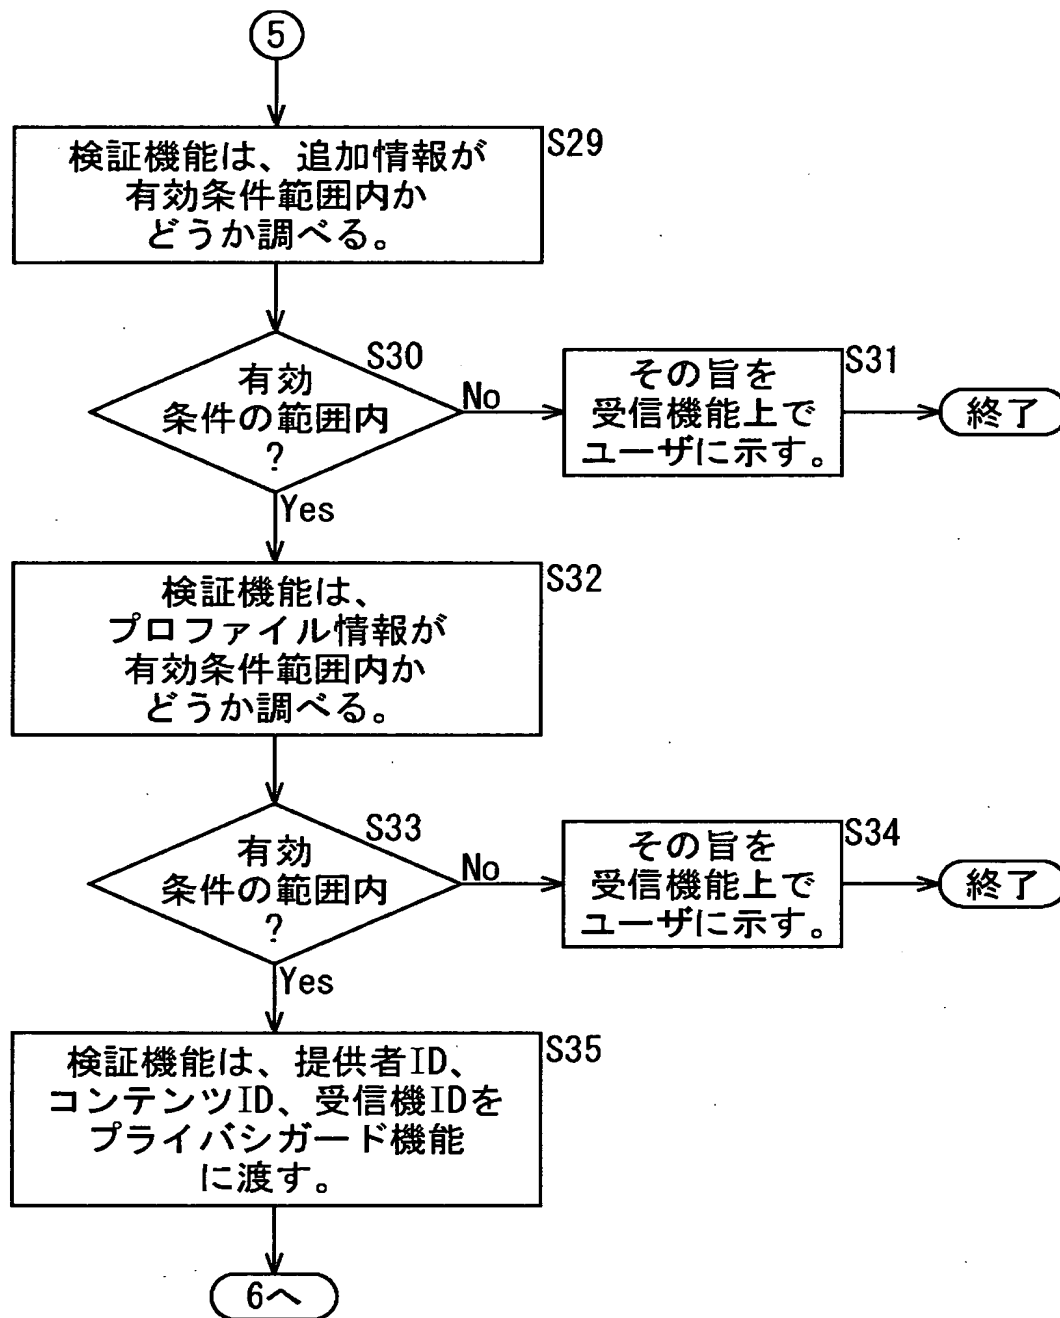 5
S29
検証機能は、追加情報が
有効条件範囲内か
どうか調べる。
S30
有効
条件の範囲内
?
No
S31
その旨を
受信機能上で
ユーザに示す。
終了
Yes
S32
検証機能は、
プロファイル情報が
有効条件範囲内か
どうか調べる。
S33
有効
条件の範囲内
?
No
S34
その旨を
受信機能上で
ユーザに示す。
終了
Yes
S35
検証機能は、提供者ID、
コンテンツID、受信機IDを
プライバシガード機能
に渡す。
6へ